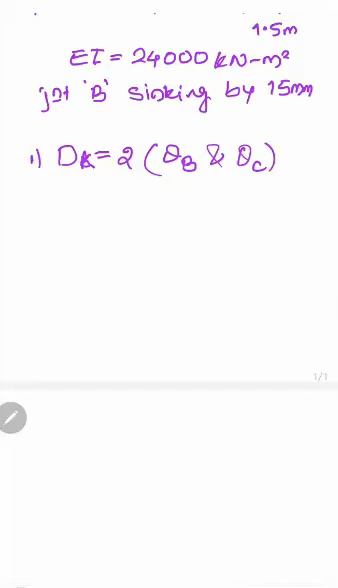 1.5m
EI = 24000 kN-m²
jnt 'B' sinking by 15mm
1) Dk = 2 (θB & θC)
1/1